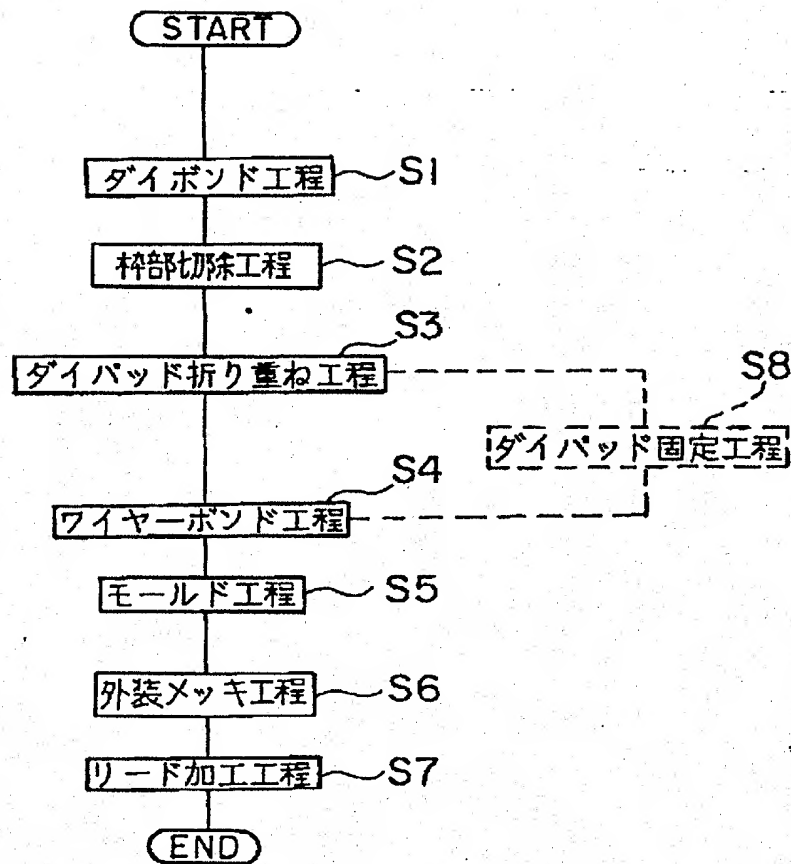 START
ダイボンド工程 S1
枠部切除工程 S2
S3
ダイパッド折り重ね工程
S8
ダイパッド固定工程
S4
ワイヤーボンド工程
モールド工程 S5
外装メッキ工程 S6
リード加工工程 S7
END